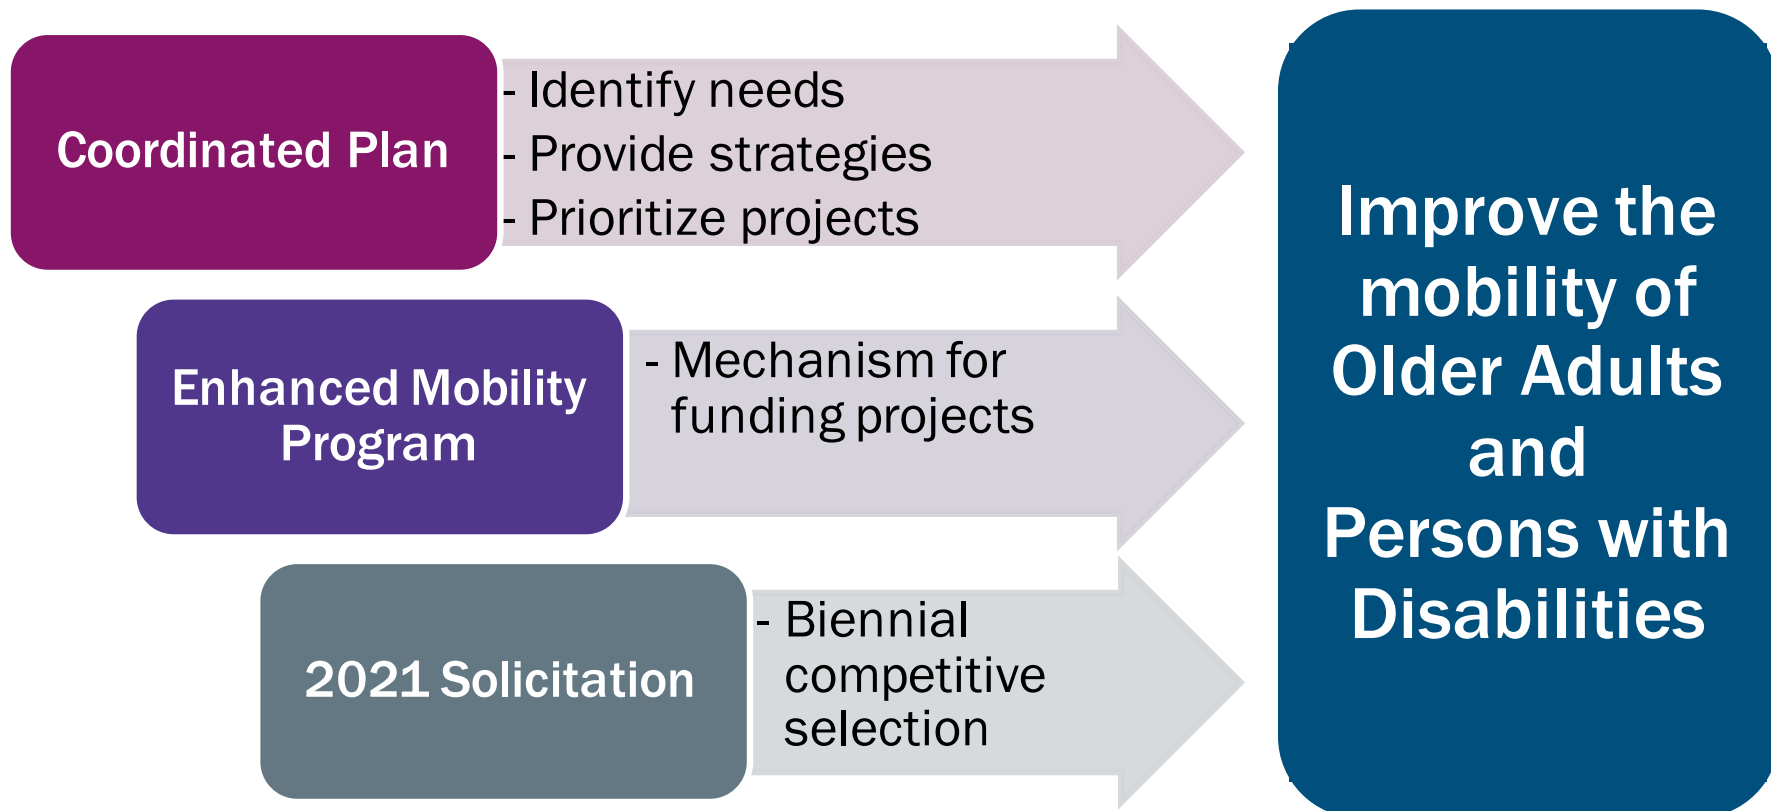 Coordinated Plan
- Identify needs
- Provide strategies
- Prioritize projects
Enhanced Mobility
Program
- Mechanism for
funding projects
2021 Solicitation
- Biennial
competitive
selection
Improve the
mobility of
Older Adults
and
Persons with
Disabilities